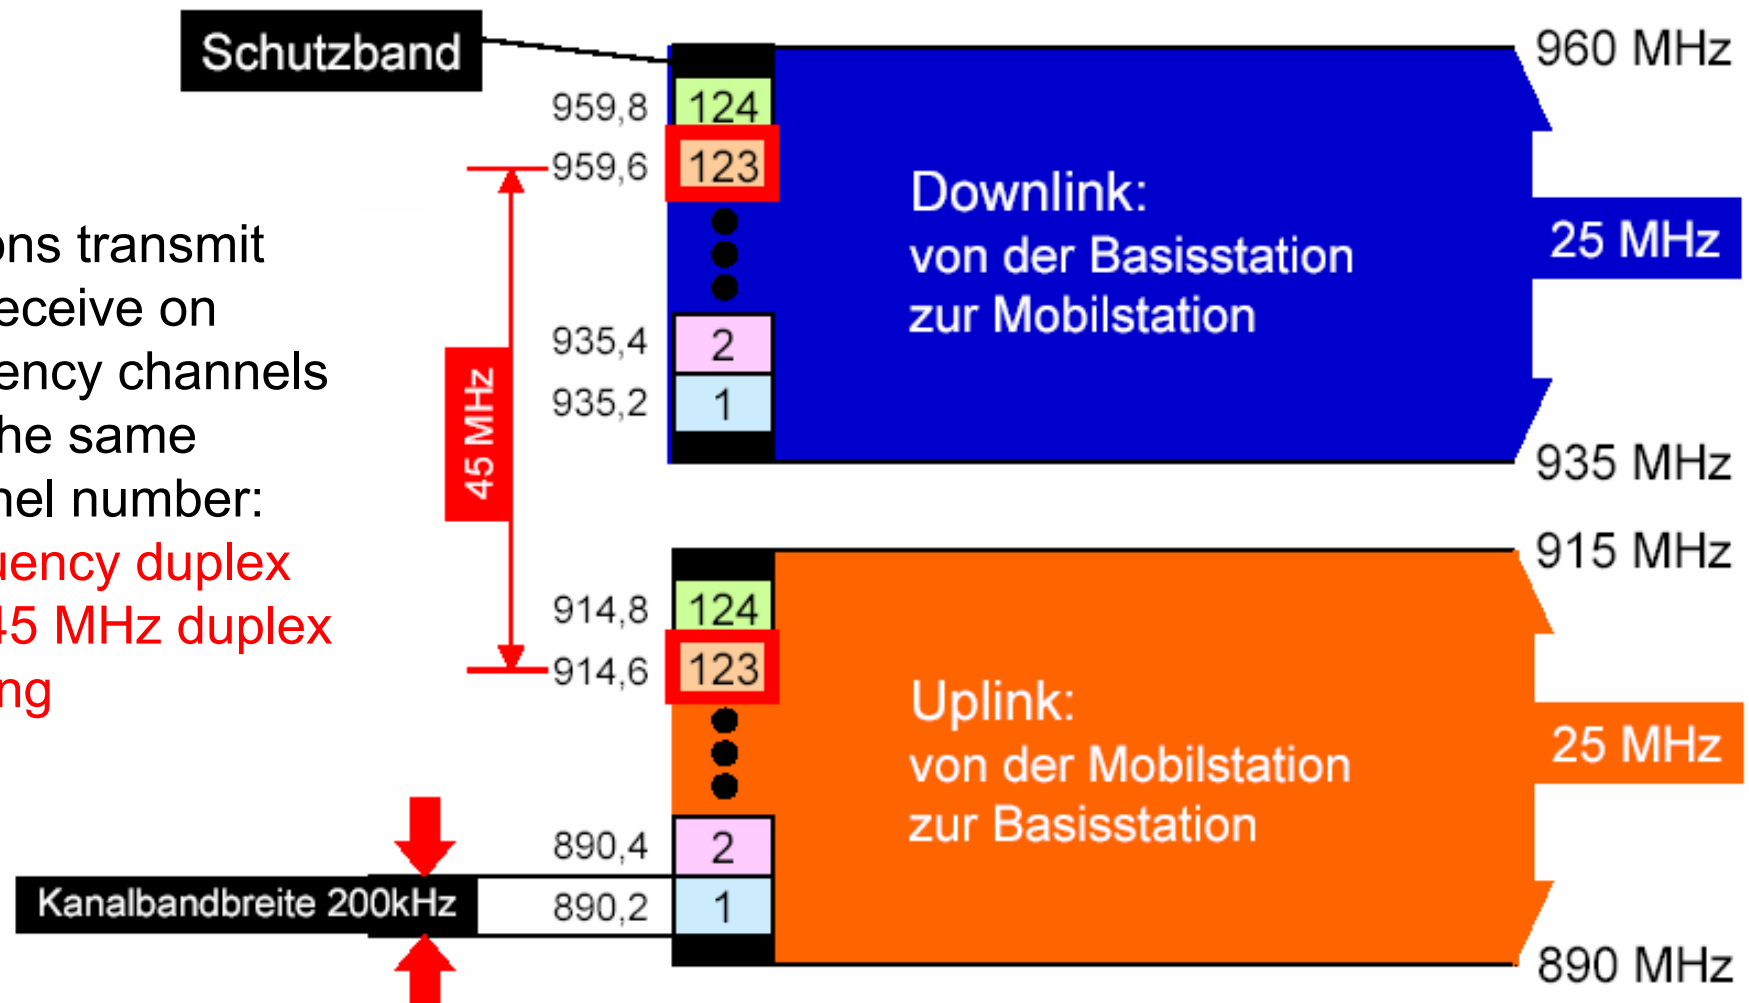 Schutzband
960 MHz
959,8 124
959,6 123
Downlink:
von der Basisstation
zur Mobilstation
25 MHz
ons transmit
eceive on
ency channels
he same
nel number:
uency duplex
45 MHz duplex
ng
45 MHz
935,4 2
935,2 1
935 MHz
915 MHz
914,8 124
914,6 123
Uplink:
von der Mobilstation
zur Basisstation
25 MHz
890,4 2
Kanalbandbreite 200kHz 890,2 1
890 MHz